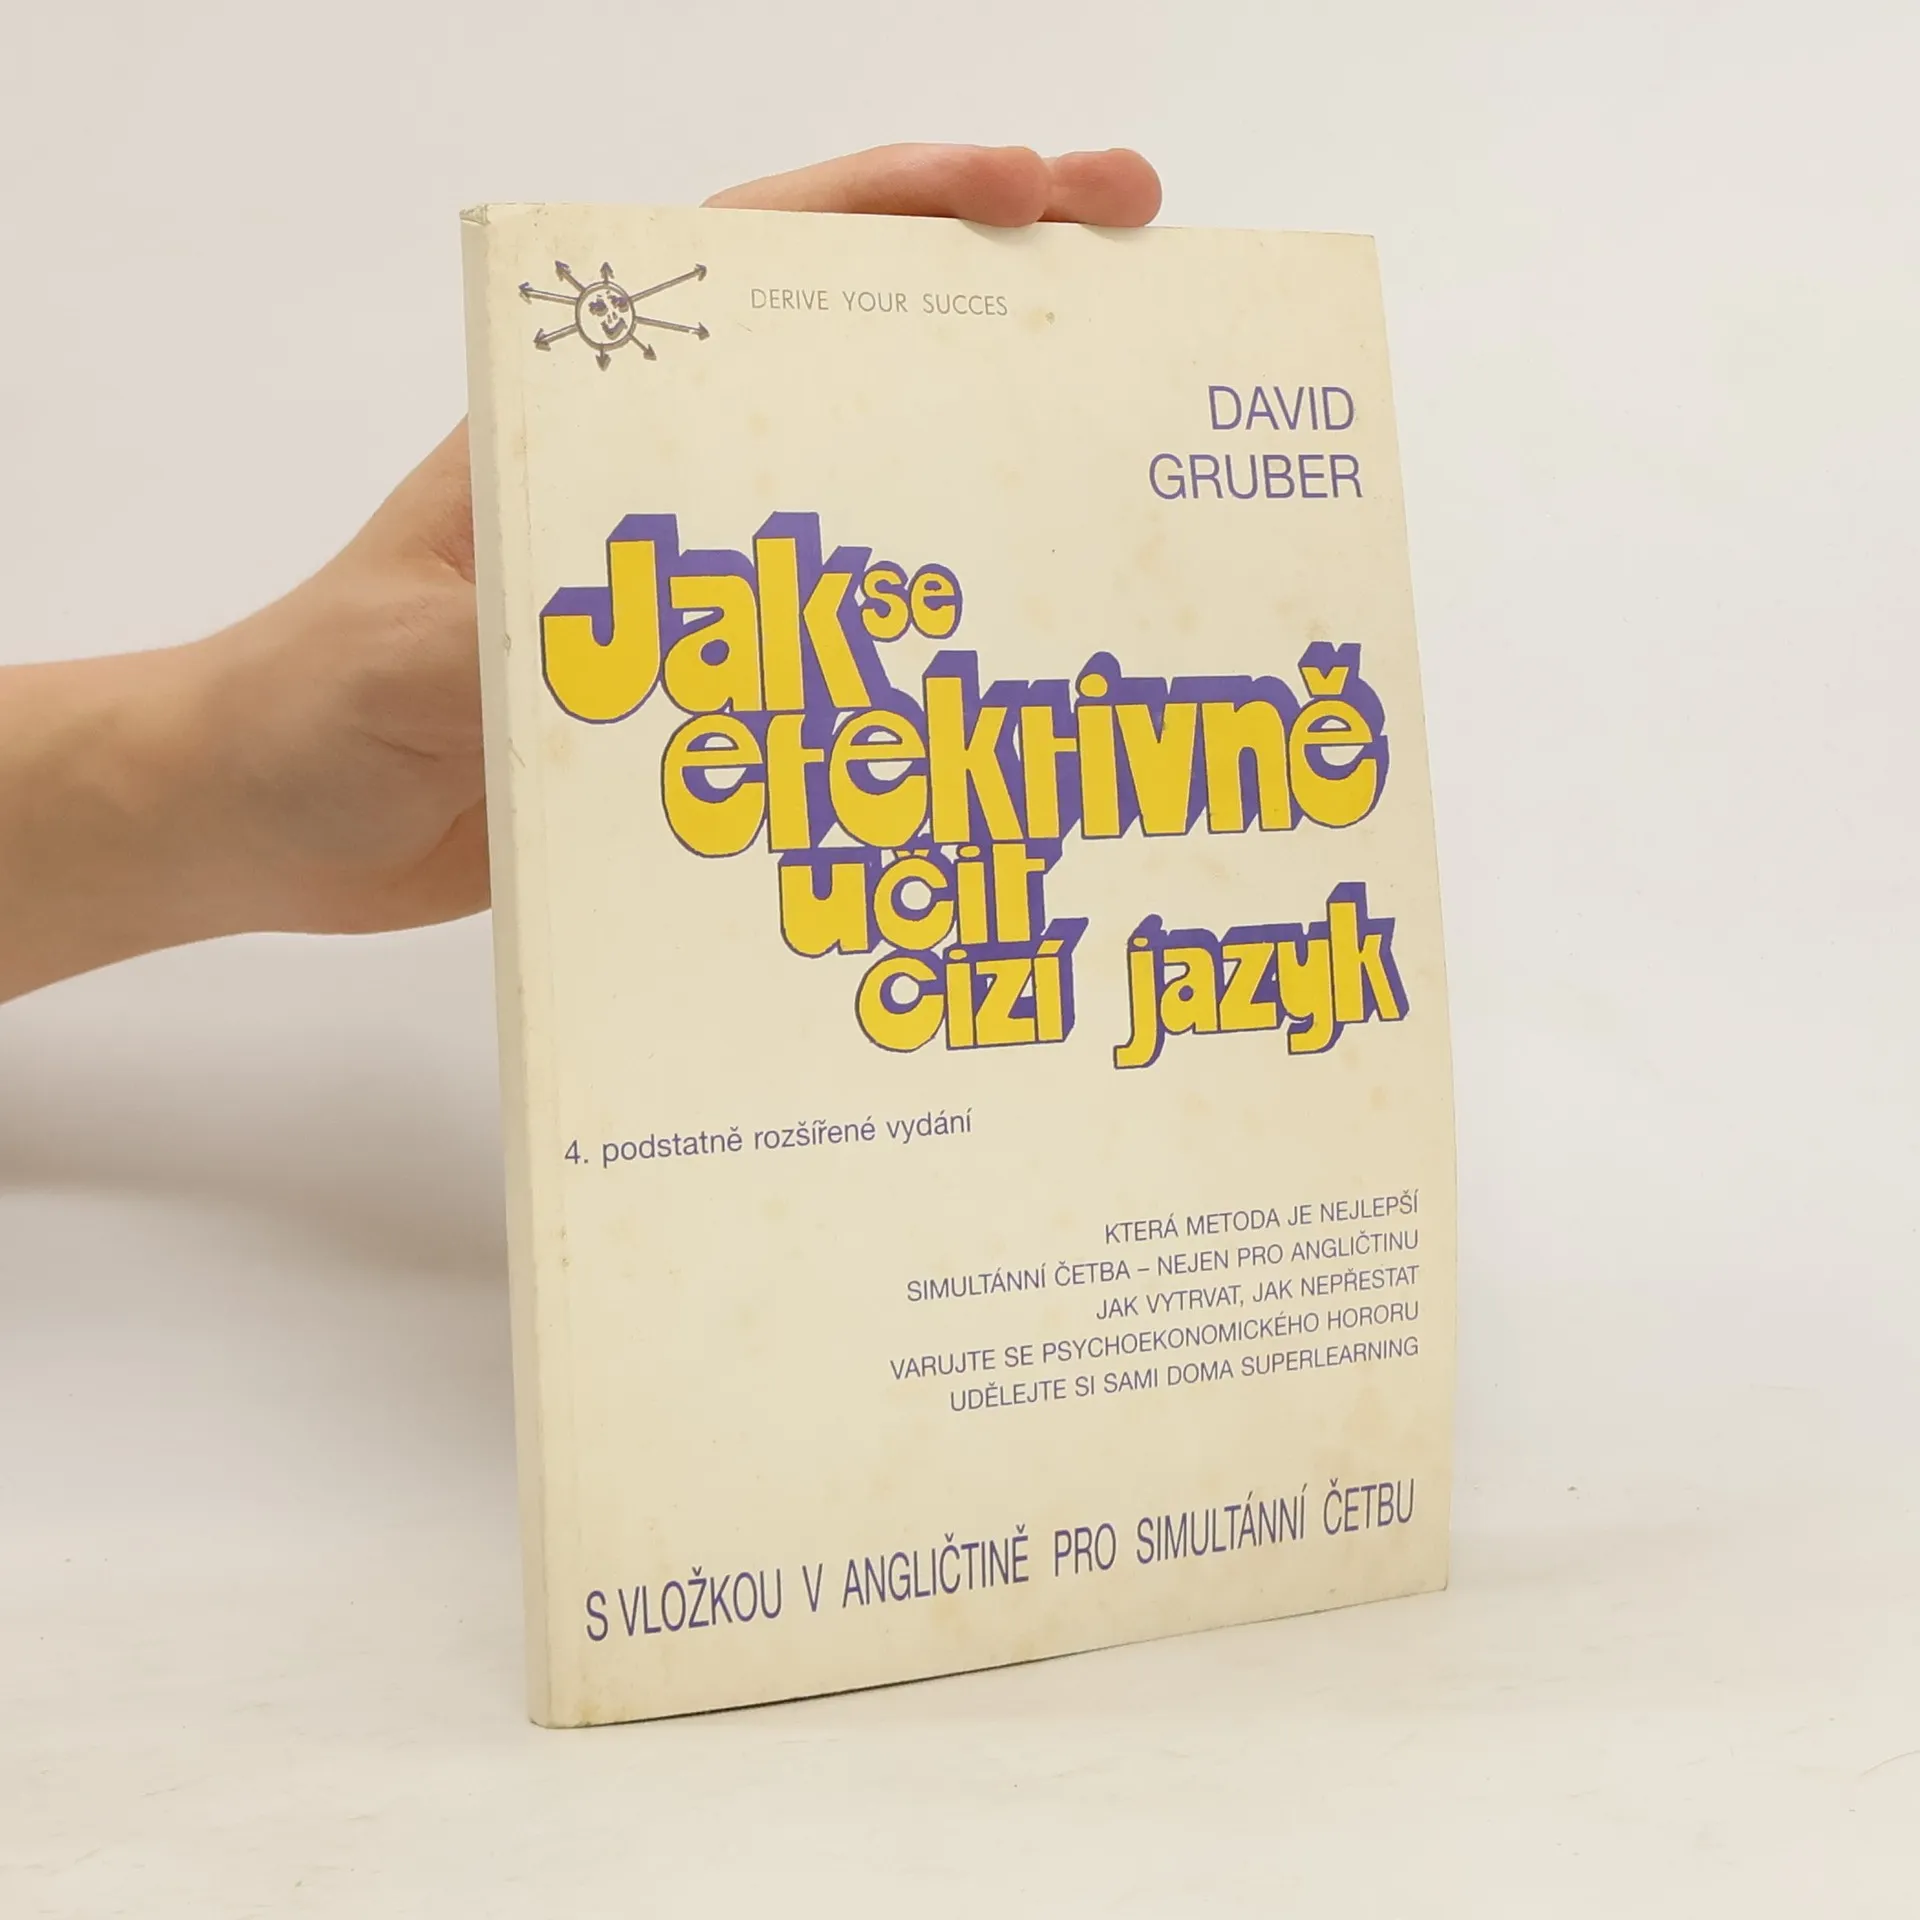 DERIVE YOUR SUCCES
DAVID
GRUBER
Jak se
efektivně
učit
cizí jazyk
4. podstatně rozšířené vydání
KTERÁ METODA JE NEJLEPŠÍ
SIMULTÁNNÍ ČETBA – NEJEN PRO ANGLIČTINU
JAK VYTRVAT, JAK NEPŘESTAT
VARUJTE SE PSYCHOEKONOMICKÉHO HORORU
UDĚLEJTE SI SAMI DOMA SUPERLEARNING
S VLOŽKOU V ANGLIČTINĚ PRO SIMULTÁNNÍ ČETBU